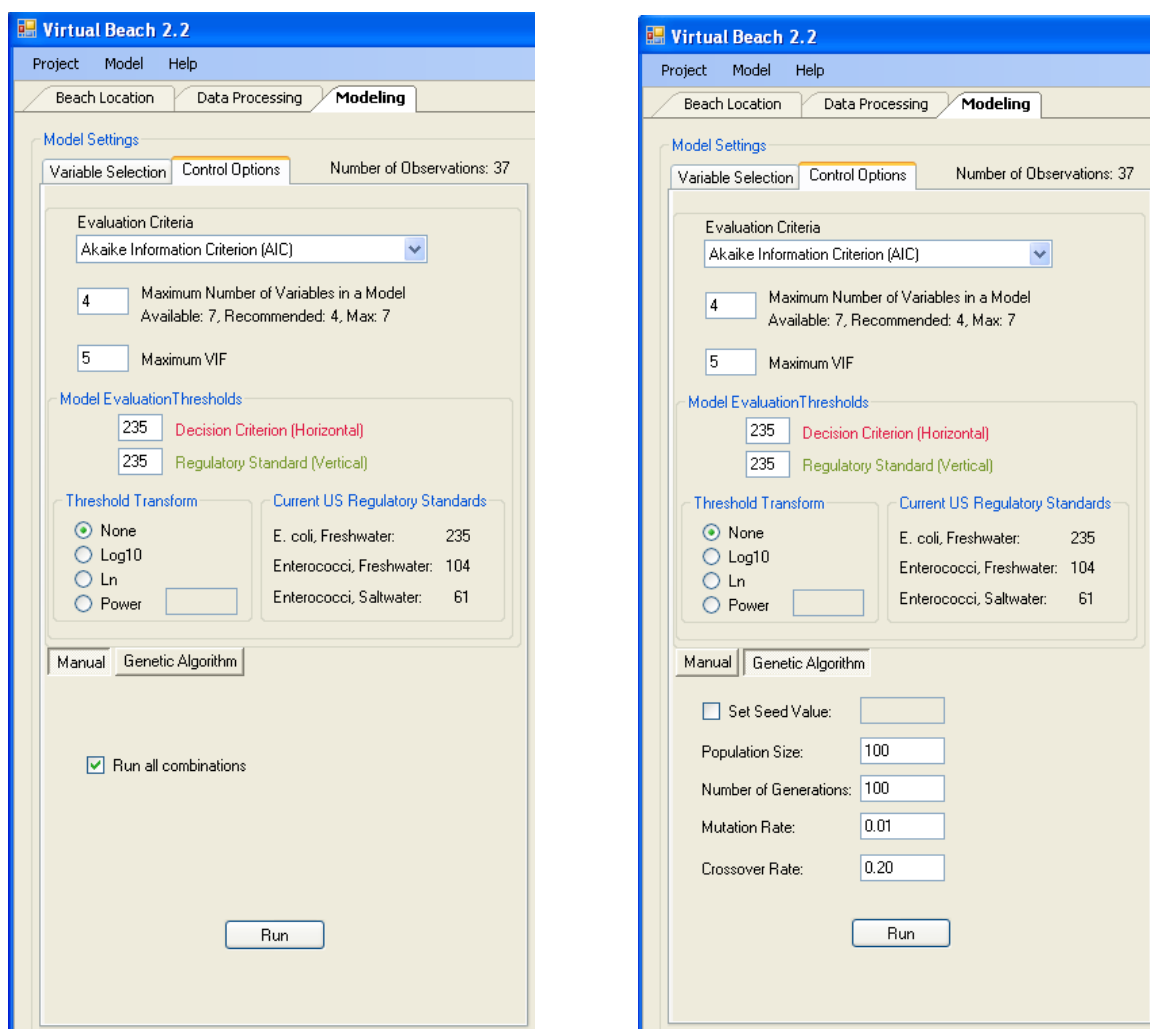 Virtual Beach 2.2
Project Model Help
Beach Location Data Processing Modeling
Model Settings
Variable Selection Control Options Number of Observations: 37
Evaluation Criteria
Akaike Information Criterion (AIC)
4 Maximum Number of Variables in a Model
Available: 7, Recommended: 4, Max: 7
5 Maximum VIF
Model EvaluationThresholds
235 Decision Criterion (Horizontal)
235 Regulatory Standard (Vertical)
Threshold Transform
None
Log10
Ln
Power
Current US Regulatory Standards
E. coli, Freshwater: 235
Enterococci, Freshwater: 104
Enterococci, Saltwater: 61
Manual Genetic Algorithm
Run all combinations
Run
Virtual Beach 2.2
Project Model Help
Beach Location Data Processing Modeling
Model Settings
Variable Selection Control Options Number of Observations: 37
Evaluation Criteria
Akaike Information Criterion (AIC)
4 Maximum Number of Variables in a Model
Available: 7, Recommended: 4, Max: 7
5 Maximum VIF
Model EvaluationThresholds
235 Decision Criterion (Horizontal)
235 Regulatory Standard (Vertical)
Threshold Transform
None
Log10
Ln
Power
Current US Regulatory Standards
E. coli, Freshwater: 235
Enterococci, Freshwater: 104
Enterococci, Saltwater: 61
Manual Genetic Algorithm
Set Seed Value:
Population Size: 100
Number of Generations: 100
Mutation Rate: 0.01
Crossover Rate: 0.20
Run